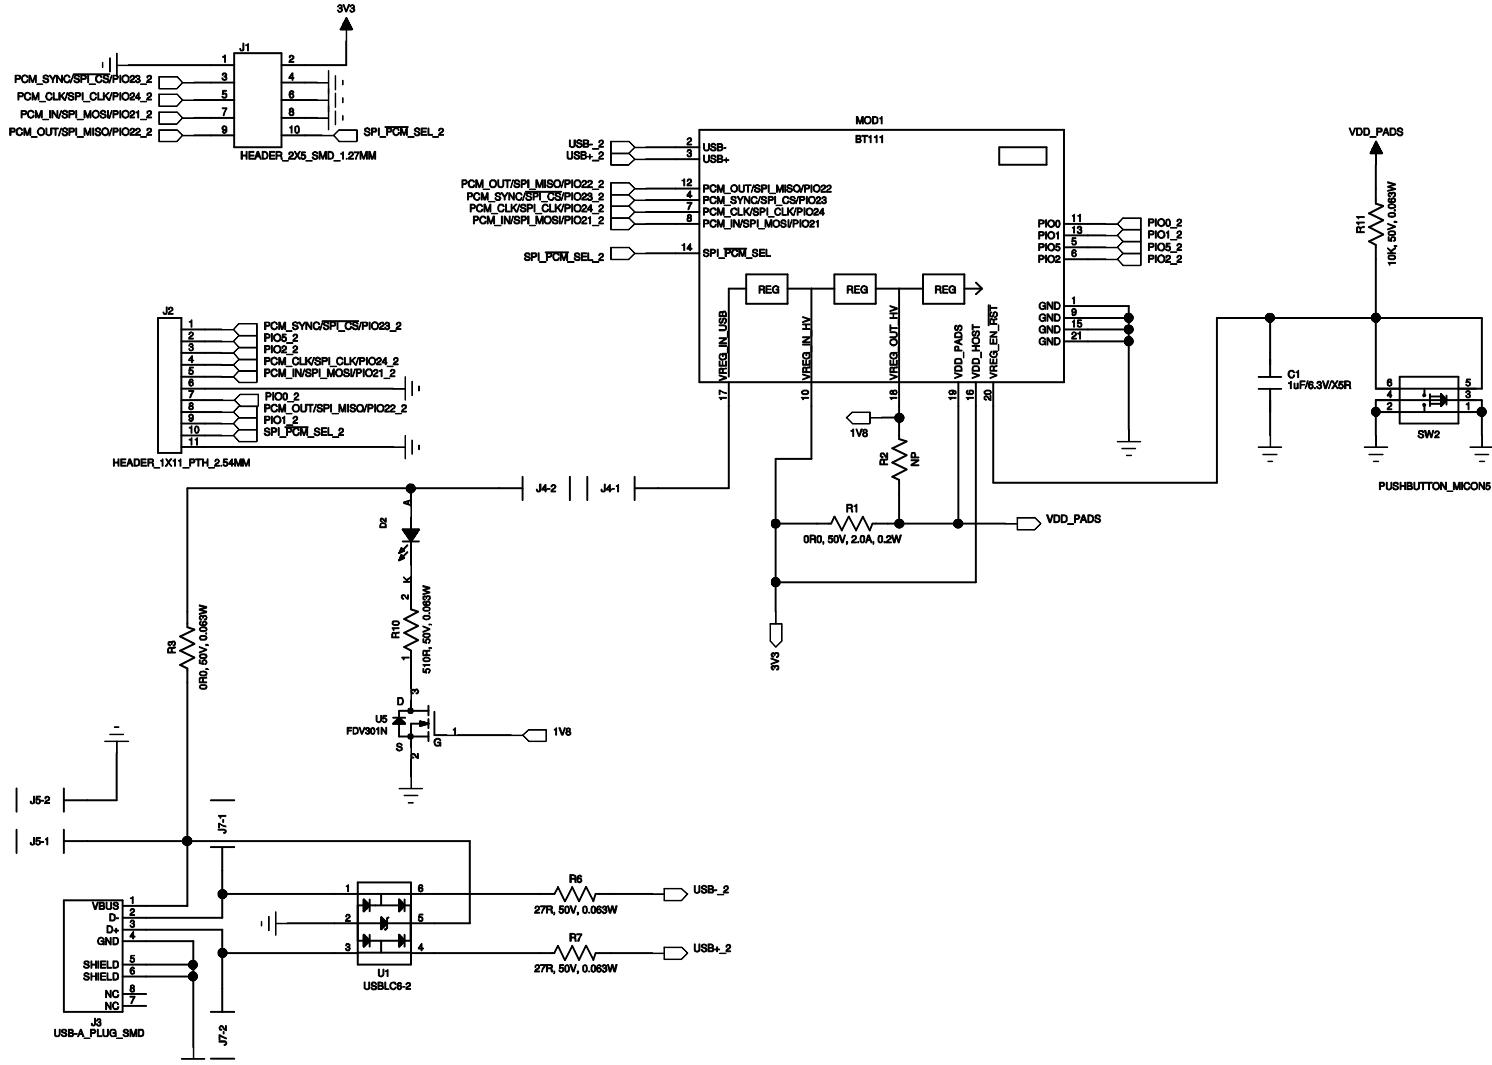 3V3
J1
1 2
PCM_SYNC/SPI_CS/PIO23_2 3 4
PCM_CLK/SPI_CLK/PIO24_2 5 6
PCM_IN/SPI_MOSI/PIO21_2 7 8
PCM_OUT/SPI_MISO/PIO22_2 9 10 SPI_PCM_SEL_2
HEADER_2X5_SMD_1.27MM
MOD1
BT111
USB-_2 2 USB-
USB+_2 3 USB+
PCM_OUT/SPI_MISO/PIO22_2 12 PCM_OUT/SPI_MISO/PIO22
PCM_SYNC/SPI_CS/PIO23_2 4 PCM_SYNC/SPI_CS/PIO23
PCM_CLK/SPI_CLK/PIO24_2 7 PCM_CLK/SPI_CLK/PIO24
PCM_IN/SPI_MOSI/PIO21_2 8 PCM_IN/SPI_MOSI/PIO21
SPI_PCM_SEL_2 14 SPI_PCM_SEL
PIO0 11 PIO0_2
PIO1 13 PIO1_2
PIO5 5 PIO5_2
PIO2 6 PIO2_2
REG REG REG
GND 1
GND 9
GND 15
GND 21
VREG_IN_USB
VREG_IN_HV
VREG_OUT_HV
VDD_PADS
VDD_HOST
VREG_EN_RST
17 10 18 19 16 20
VDD_PADS
R11
10K, 50V, 0.063W
C1
1uF/6.3V/X5R
6 5
4 3
2 1
SW2
PUSHBUTTON_MICON5
J2
1 PCM_SYNC/SPI_CS/PIO23_2
2 PIO5_2
3 PIO2_2
4 PCM_CLK/SPI_CLK/PIO24_2
5 PCM_IN/SPI_MOSI/PIO21_2
6
7 PIO0_2
8 PCM_OUT/SPI_MISO/PIO22_2
9 PIO1_2
10 SPI_PCM_SEL_2
11
HEADER_1X11_PTH_2.54MM
1V8
R2
NP
J4-2 J4-1
R1
0R0, 50V, 2.0A, 0.2W
VDD_PADS
3V3
A
D2
K
2
R10
510R, 50V, 0.063W
1
R3
0R0, 50V, 0.063W
3
D
U5
FDV301N
S
G
1
2
1V8
J5-2
J5-1
J7-1
VBUS 1
D- 2
D+ 3
GND 4
SHIELD 5
SHIELD 6
NC 8
NC 7
J3
USB-A_PLUG_SMD
J7-2
1 6
2 5
3 4
U1
USBLC6-2
R6
27R, 50V, 0.063W
USB-_2
R7
27R, 50V, 0.063W
USB+_2